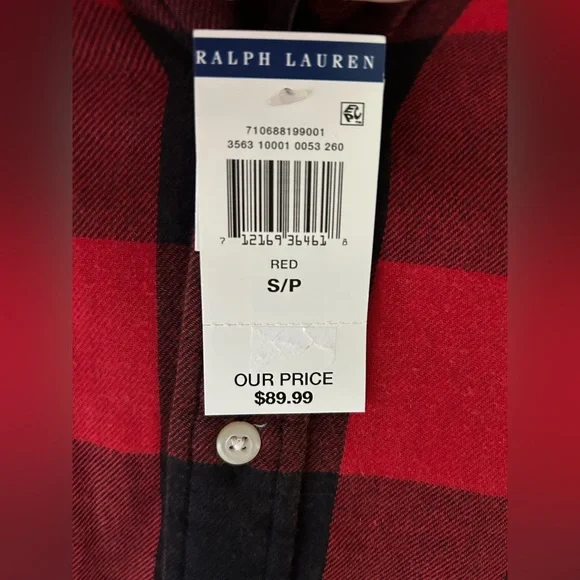 RALPH LAUREN
710688199001
3563 10001 0053 260
7 12169 36461 8
RED
S/P
OUR PRICE
$89.99